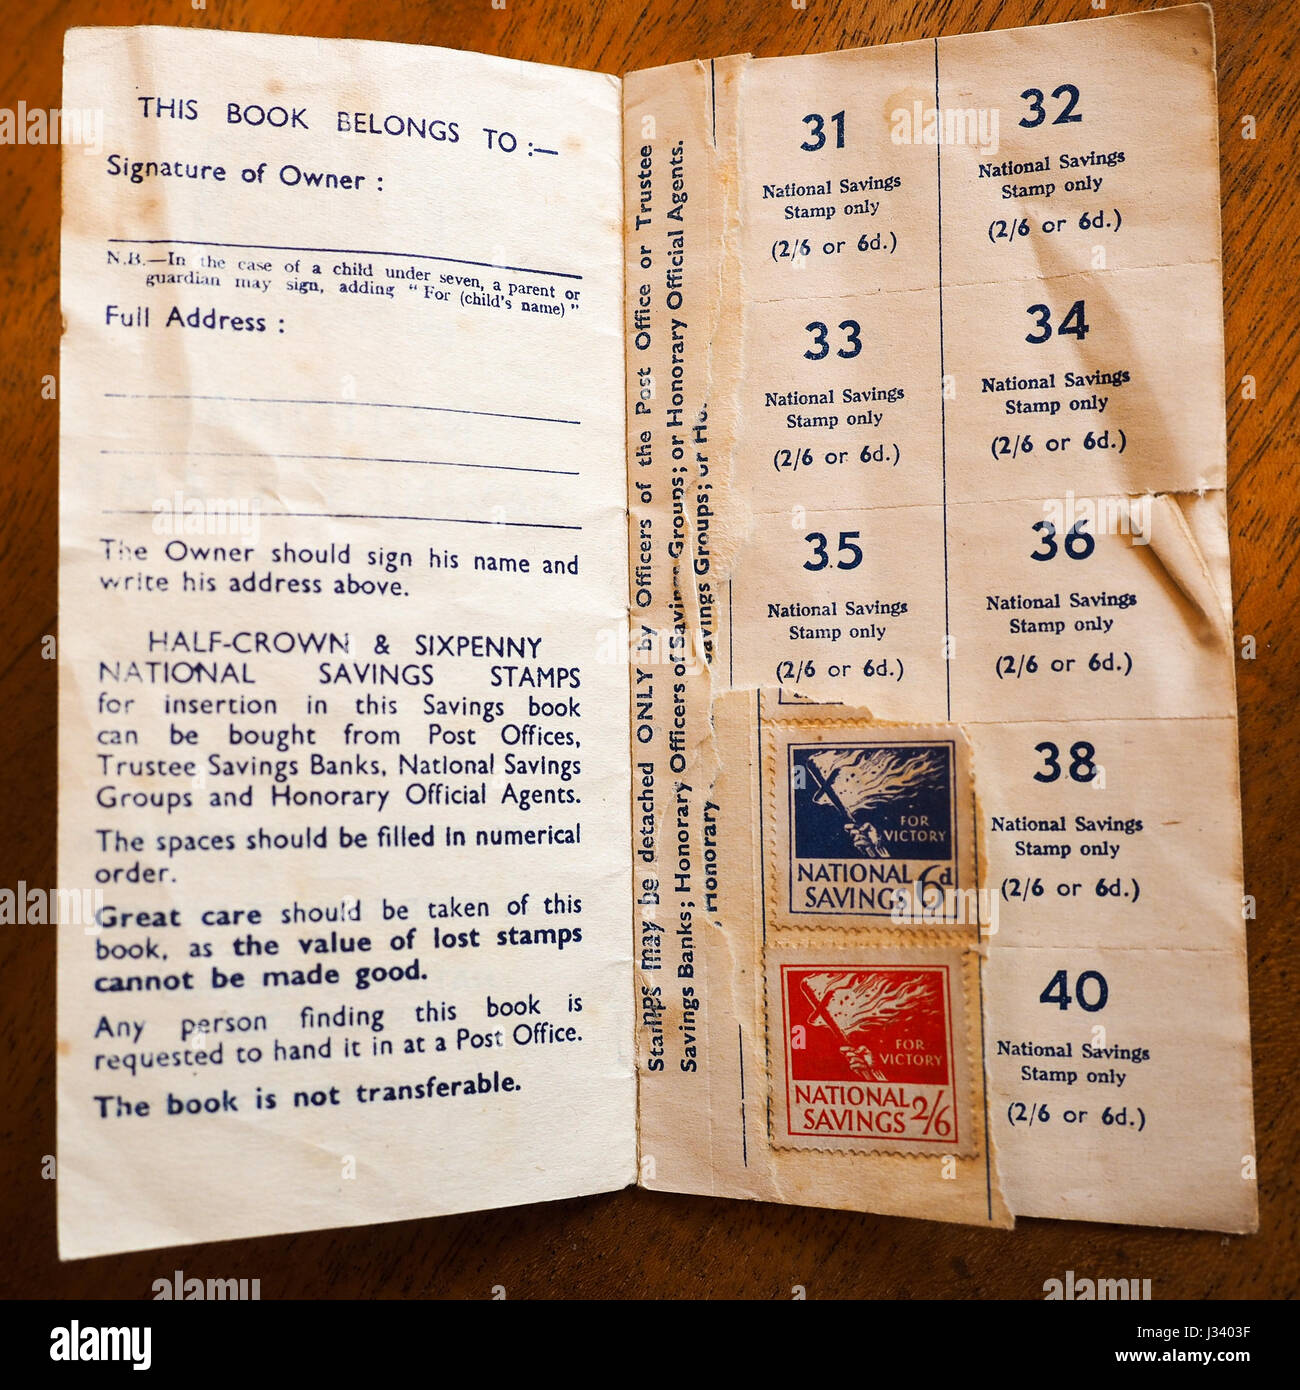 THIS BOOK BELONGS TO :—
Signature of Owner :
N.B.—In the case of a child under seven, a parent or
guardian may sign, adding " For (child's name) "
Full Address :
The Owner should sign his name and
write his address above.
HALF-CROWN & SIXPENNY
NATIONAL SAVINGS STAMPS
for insertion in this Savings book
can be bought from Post Offices,
Trustee Savings Banks, National Savings
Groups and Honorary Official Agents.
The spaces should be filled in numerical
order.
Great care should be taken of this
book, as the value of lost stamps
cannot be made good.
Any person finding this book is
requested to hand it in at a Post Office.
The book is not transferable.
Stamps may be detached ONLY by Officers of the Post Office or Trustee
Savings Banks; Honorary Officers of Savings Groups; or Honorary Official Agents.
Honorary
Savings Groups; or
31
National Savings
Stamp only
(2/6 or 6d.)
32
National Savings
Stamp only
(2/6 or 6d.)
33
National Savings
Stamp only
(2/6 or 6d.)
34
National Savings
Stamp only
(2/6 or 6d.)
35
National Savings
Stamp only
(2/6 or 6d.)
36
National Savings
Stamp only
(2/6 or 6d.)
FOR
VICTORY
NATIONAL
SAVINGS 6d
38
National Savings
Stamp only
(2/6 or 6d.)
FOR
VICTORY
NATIONAL
SAVINGS 2/6
40
National Savings
Stamp only
(2/6 or 6d.)
alamy
a
alamy
Image ID: J3403F
www.alamy.com